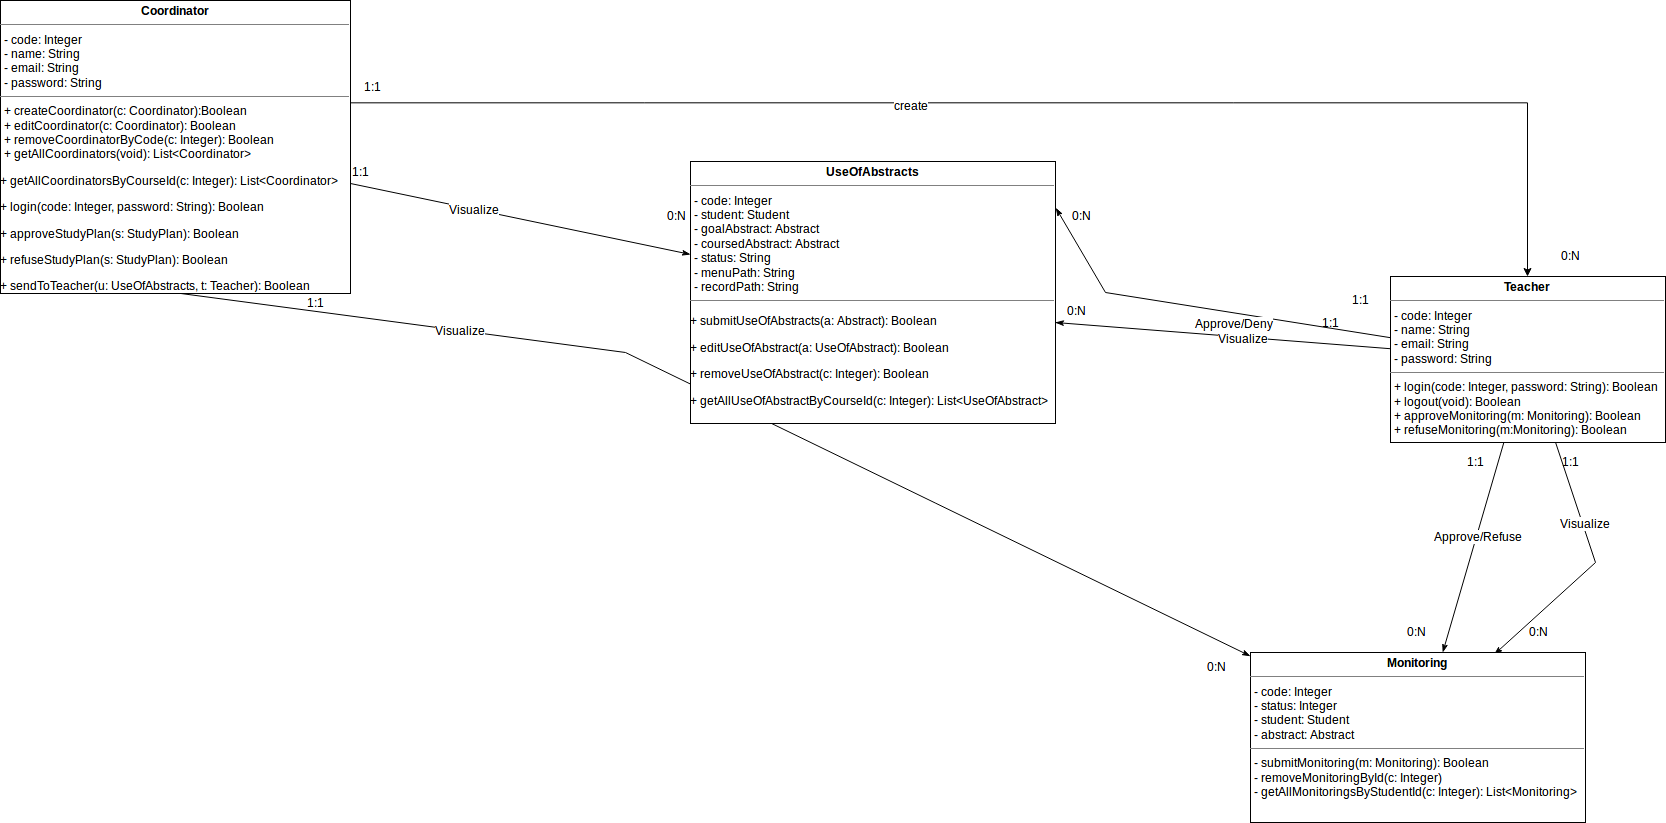 Coordinator
- code: Integer
- name: String
- email: String
- password: String
+ createCoordinator(c: Coordinator):Boolean
+ editCoordinator(c: Coordinator): Boolean
+ removeCoordinatorByCode(c: Integer): Boolean
+ getAllCoordinators(void): List<Coordinator>
+ getAllCoordinatorsByCourseId(c: Integer): List<Coordinator>
+ login(code: Integer, password: String): Boolean
+ approveStudyPlan(s: StudyPlan): Boolean
+ refuseStudyPlan(s: StudyPlan): Boolean
+ sendToTeacher(u: UseOfAbstracts, t: Teacher): Boolean
1:1
create
0:N
1:1
Visualize
0:N
1:1
Visualize
0:N
UseOfAbstracts
- code: Integer
- student: Student
- goalAbstract: Abstract
- coursedAbstract: Abstract
- status: String
- menuPath: String
- recordPath: String
+ submitUseOfAbstracts(a: Abstract): Boolean
+ editUseOfAbstract(a: UseOfAbstract): Boolean
+ removeUseOfAbstract(c: Integer): Boolean
+ getAllUseOfAbstractByCourseId(c: Integer): List<UseOfAbstract>
0:N
0:N
1:1
1:1
Approve/Deny
Visualize
Teacher
- code: Integer
- name: String
- email: String
- password: String
+ login(code: Integer, password: String): Boolean
+ logout(void): Boolean
+ approveMonitoring(m: Monitoring): Boolean
+ refuseMonitoring(m:Monitoring): Boolean
1:1
1:1
Visualize
Approve/Refuse
0:N
0:N
Monitoring
- code: Integer
- status: Integer
- student: Student
- abstract: Abstract
- submitMonitoring(m: Monitoring): Boolean
- removeMonitoringById(c: Integer)
- getAllMonitoringsByStudentId(c: Integer): List<Monitoring>